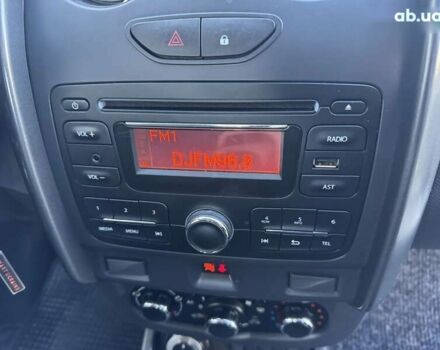 ab.ua
VOL +
FM1
DJFM96.8
RADIO
VOL −
AST
1 2 3
4 5 6
MEDIA MENU
TEL